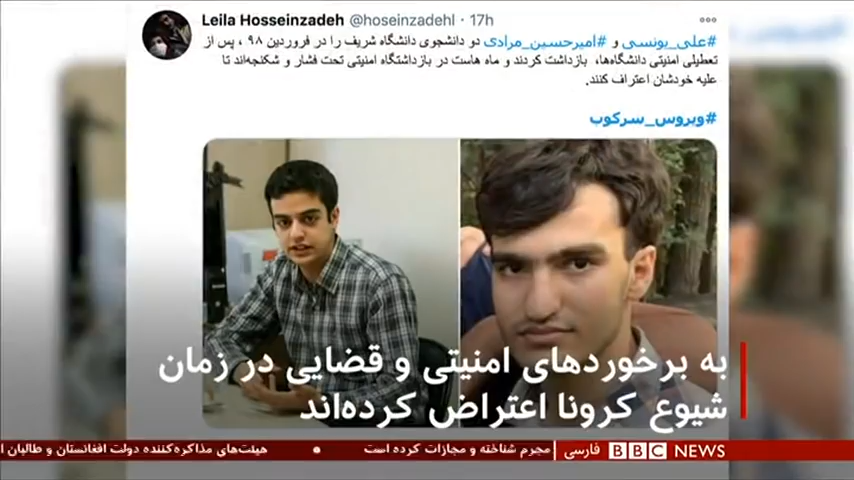 Leila Hosseinzadeh @hoseinzadehl · 17h
#علی_یونسی و #امیرحسین_مرادی دو دانشجوی دانشگاه شریف را در فروردین ۹۸ ، پس از
تعطیلی امنیتی دانشگاه‌ها، بازداشت کردند و ماه هاست در بازداشتگاه امنیتی تحت فشار و شکنجه‌اند تا
علیه خودشان اعتراف کنند.
#ویروس_سرکوب
به برخوردهای امنیتی و قضایی در زمان
شیوع کرونا اعتراض کرده‌اند
BBC NEWS فارسی
مجرم شناخته و مجازات کرده است • هیئت‌های مذاکره‌کننده دولت افغانستان و طالبان